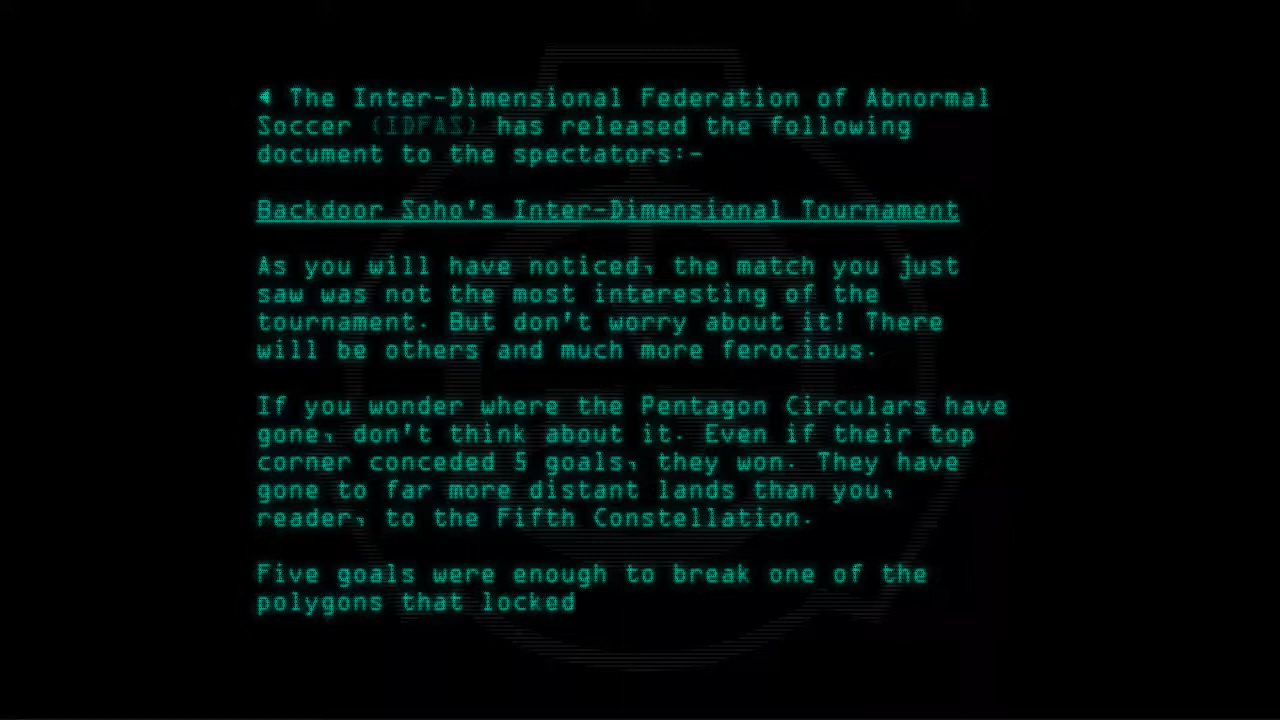 The Inter-Dimensional Federation of Abnormal
Soccer (IDFAS) has released the following
document to the spectators:-
Backdoor Soho's Inter-Dimensional Tournament
As you will have noticed, the match you just
saw was not the most interesting of the
tournament. But don't worry about it! There
will be others and much more ferocious.
If you wonder where the Pentagon Circulars have
gone, don't think about it. Even if their top
corner conceded 5 goals, they won. They have
gone to far more distant lands than you,
reader, to the Fifth Constellation.
Five goals were enough to break one of the
polygons that locked